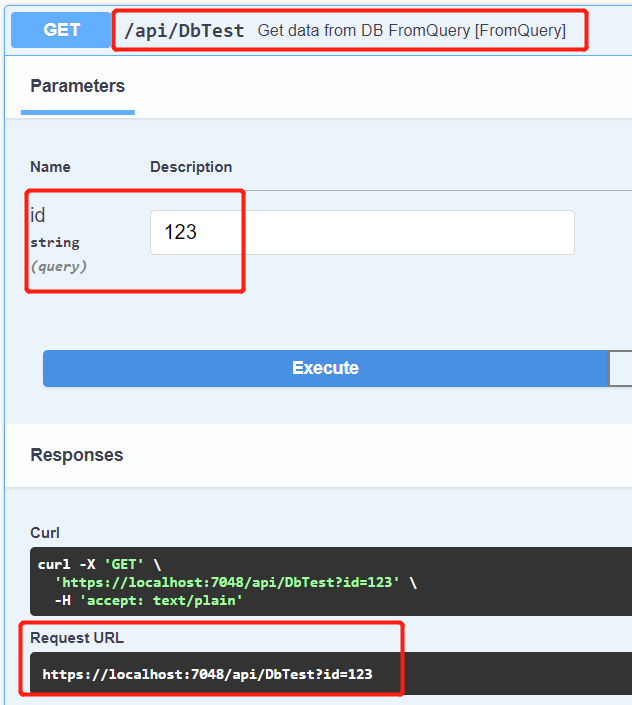 GET /api/DbTest Get data from DB FromQuery [FromQuery]
Parameters
Name Description
id
string
(query)
123
Execute
Responses
Curl
curl -X 'GET' \
'https://localhost:7048/api/DbTest?id=123' \
-H 'accept: text/plain'
Request URL
https://localhost:7048/api/DbTest?id=123